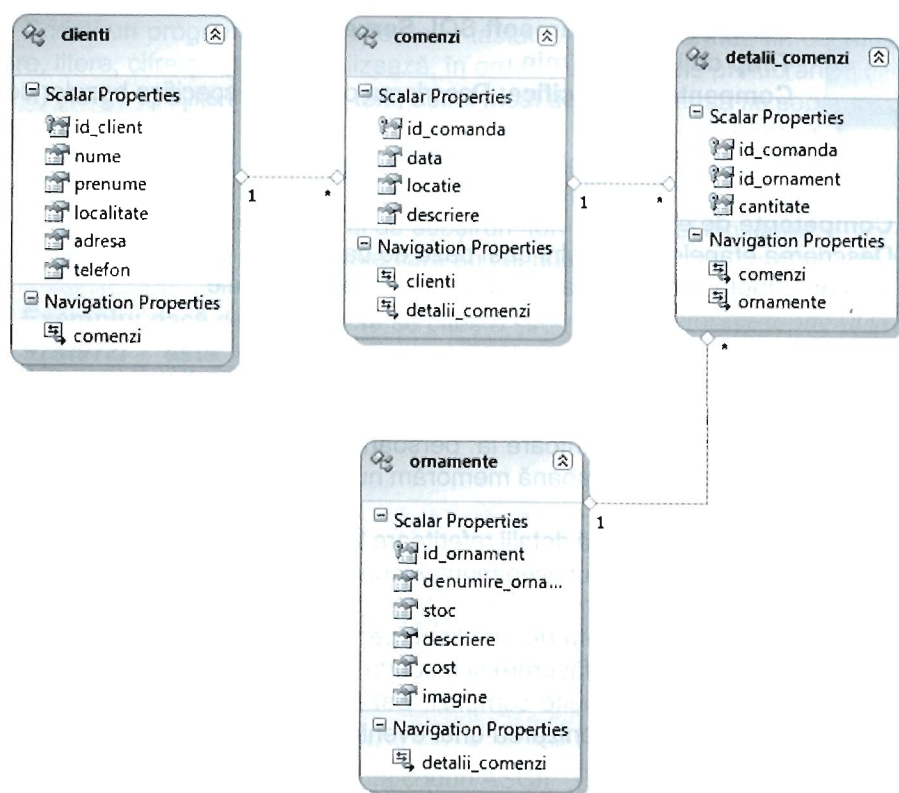 clienti
Scalar Properties
id_client
nume
prenume
localitate
adresa
telefon
Navigation Properties
comenzi
1
*
comenzi
Scalar Properties
id_comanda
data
locatie
descriere
Navigation Properties
clienti
detalii_comenzi
1
*
detalii_comenzi
Scalar Properties
id_comanda
id_ornament
cantitate
Navigation Properties
comenzi
ornamente
*
1
ornamente
Scalar Properties
id_ornament
denumire_orna...
stoc
descriere
cost
imagine
Navigation Properties
detalii_comenzi